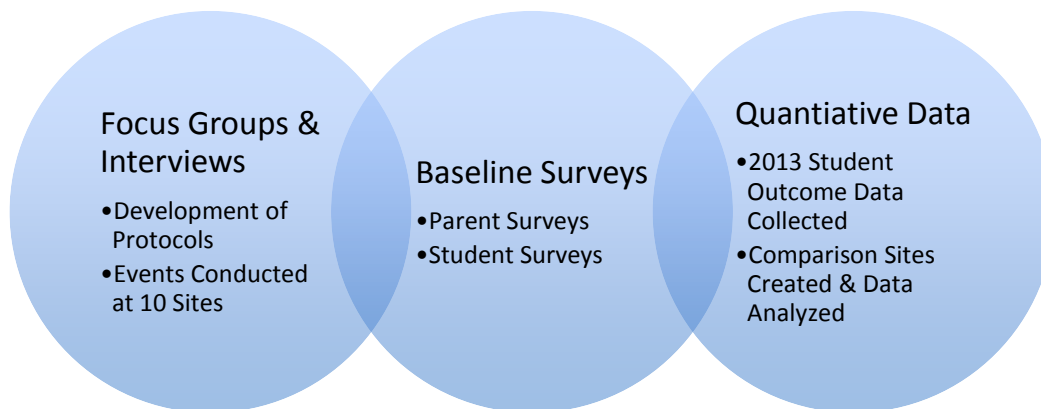 Focus Groups &
Interviews
•Development of
Protocols
•Events Conducted
at 10 Sites
Baseline Surveys
•Parent Surveys
•Student Surveys
Quantiative Data
•2013 Student
Outcome Data
Collected
•Comparison Sites
Created & Data
Analyzed